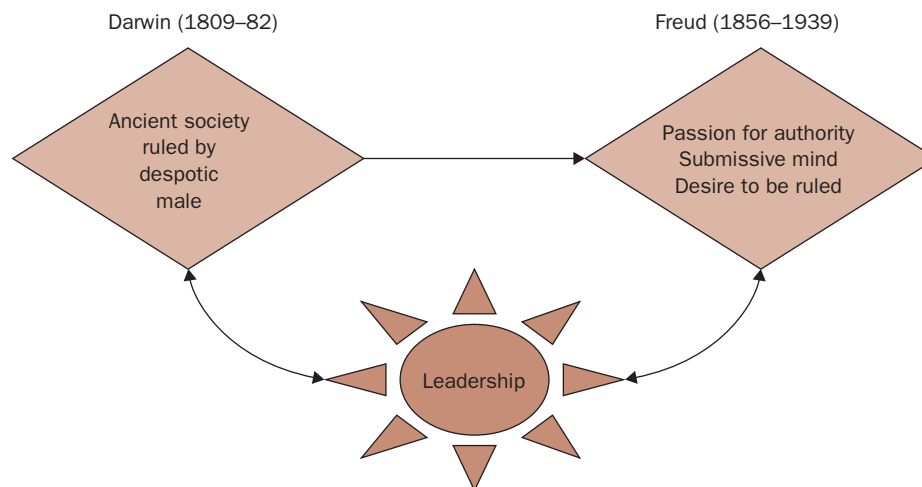 Darwin (1809–82)
Freud (1856–1939)
Ancient society
ruled by
despotic
male
Passion for authority
Submissive mind
Desire to be ruled
Leadership